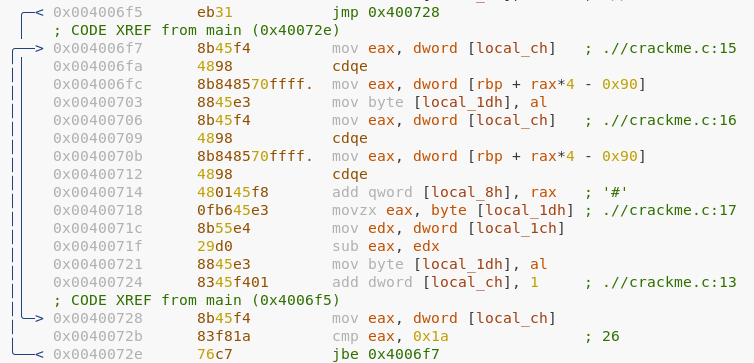 0x004006f5 eb31 jmp 0x400728
; CODE XREF from main (0x40072e)
0x004006f7 8b45f4 mov eax, dword [local_ch] ; .//crackme.c:15
0x004006fa 4898 cdqe
0x004006fc 8b848570ffff. mov eax, dword [rbp + rax*4 - 0x90]
0x00400703 8845e3 mov byte [local_1dh], al
0x00400706 8b45f4 mov eax, dword [local_ch] ; .//crackme.c:16
0x00400709 4898 cdqe
0x0040070b 8b848570ffff. mov eax, dword [rbp + rax*4 - 0x90]
0x00400712 4898 cdqe
0x00400714 480145f8 add qword [local_8h], rax ; '#'
0x00400718 0fb645e3 movzx eax, byte [local_1dh] ; .//crackme.c:17
0x0040071c 8b55e4 mov edx, dword [local_1ch]
0x0040071f 29d0 sub eax, edx
0x00400721 8845e3 mov byte [local_1dh], al
0x00400724 8345f401 add dword [local_ch], 1 ; .//crackme.c:13
; CODE XREF from main (0x4006f5)
0x00400728 8b45f4 mov eax, dword [local_ch]
0x0040072b 83f81a cmp eax, 0x1a ; 26
0x0040072e 76c7 jbe 0x4006f7